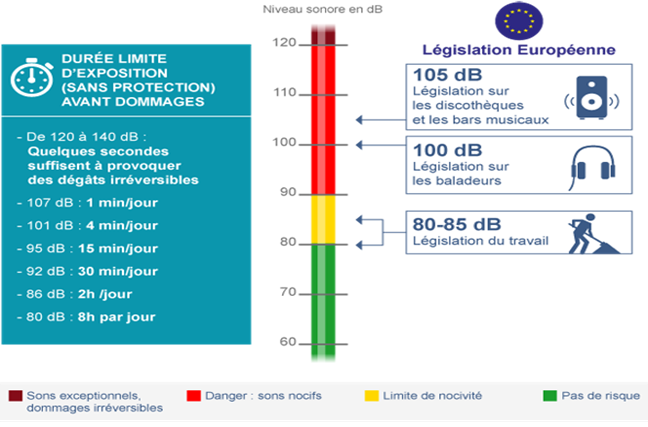 Niveau sonore en dB
DURÉE LIMITE
D'EXPOSITION
(SANS PROTECTION)
AVANT DOMMAGES
- De 120 à 140 dB :
Quelques secondes
suffisent à provoquer
des dégâts irréversibles
- 107 dB : 1 min/jour
- 101 dB : 4 min/jour
- 95 dB : 15 min/jour
- 92 dB : 30 min/jour
- 86 dB : 2h /jour
- 80 dB : 8h par jour
120
110
100
90
80
70
60
Législation Européenne
105 dB
Législation sur
les discothèques
et les bars musicaux
100 dB
Législation sur
les baladeurs
80-85 dB
Législation du travail
Sons exceptionnels,
dommages irréversibles
Danger : sons nocifs
Limite de nocivité
Pas de risque